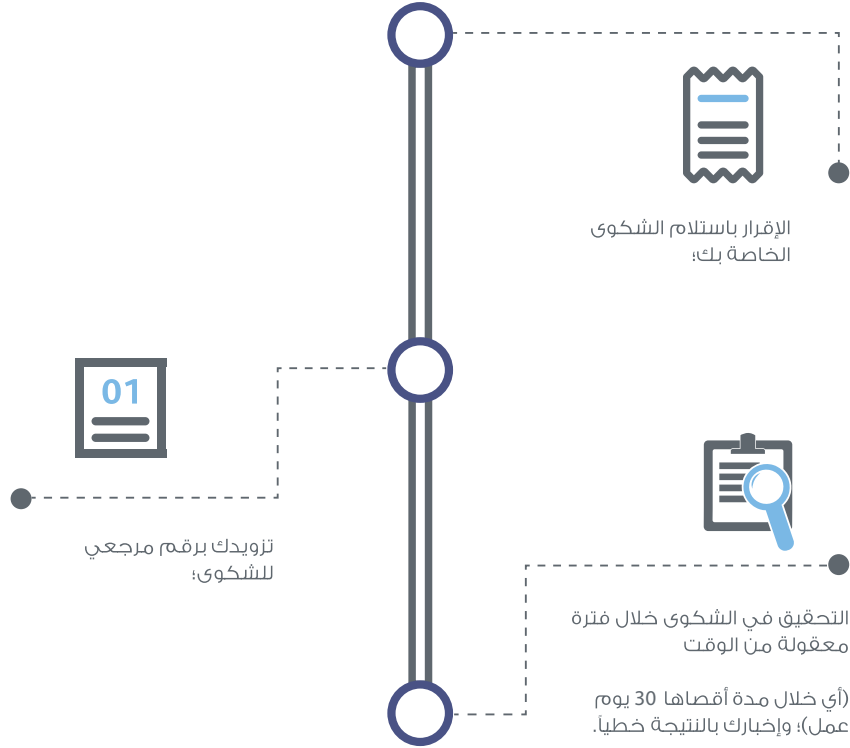 الإقرار باستلام الشكوى
الخاصة بك؛
01
تزويدك برقم مرجعي
للشكوى؛
التحقيق في الشكوى خلال فترة
معقولة من الوقت
(أي خلال مدة أقصاها 30 يوم
عمل)؛ وإخبارك بالنتيجة خطياً.